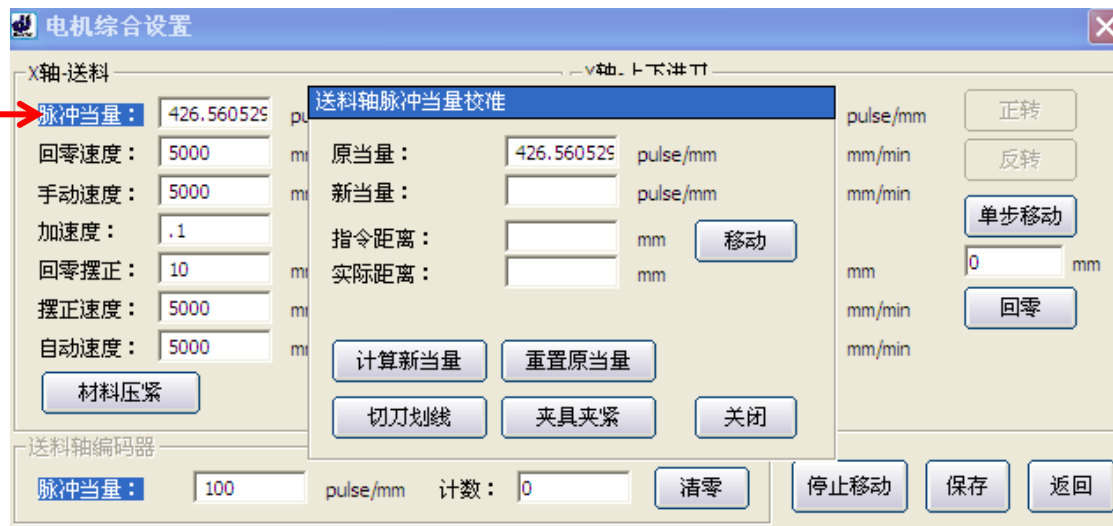 电机综合设置
X轴-送料
Y轴-上下进刀
脉冲当量： 426.560529 pulse/mm 正转
送料轴脉冲当量校准
原当量： 426.560529 pulse/mm
回零速度： 5000 mm/min 反转
新当量： pulse/mm
手动速度： 5000 mm/min 单步移动
加速度： .1
指令距离： mm 移动
回零摆正： 10 mm 0 mm
实际距离： mm
摆正速度： 5000 mm/min 回零
自动速度： 5000 mm/min
计算新当量 重置原当量
材料压紧
切刀划线 夹具夹紧 关闭
送料轴编码器
脉冲当量： 100 pulse/mm 计数： 0 清零 停止移动 保存 返回